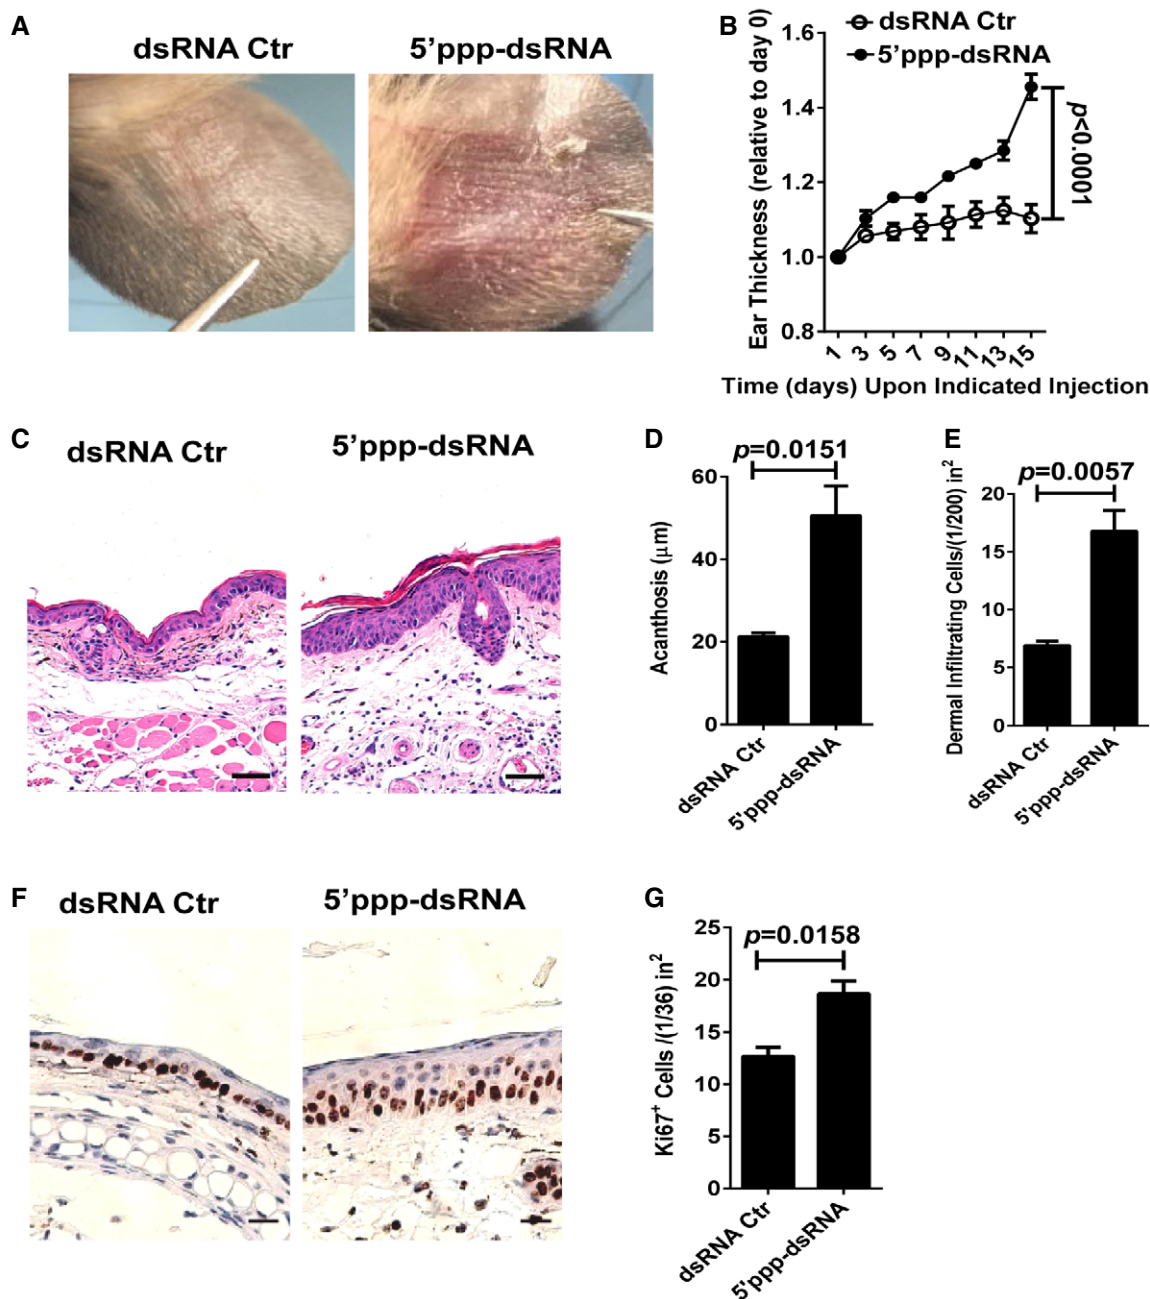 A
dsRNA Ctr
5'ppp-dsRNA
B
dsRNA Ctr
5'ppp-dsRNA
Ear Thickness (relative to day 0)
1.6
1.4
1.2
1.0
0.8
p<0.0001
1 3 5 7 9 11 13 15
Time (days) Upon Indicated Injection
C
dsRNA Ctr
5'ppp-dsRNA
D
p=0.0151
Acanthosis (μm)
60
40
20
0
dsRNA Ctr
5'ppp-dsRNA
E
p=0.0057
Dermal Infiltrating Cells/(1/200) in²
20
15
10
5
0
dsRNA Ctr
5'ppp-dsRNA
F
dsRNA Ctr
5'ppp-dsRNA
G
p=0.0158
Ki67⁺ Cells /(1/36) in²
25
20
15
10
5
0
dsRNA Ctr
5'ppp-dsRNA